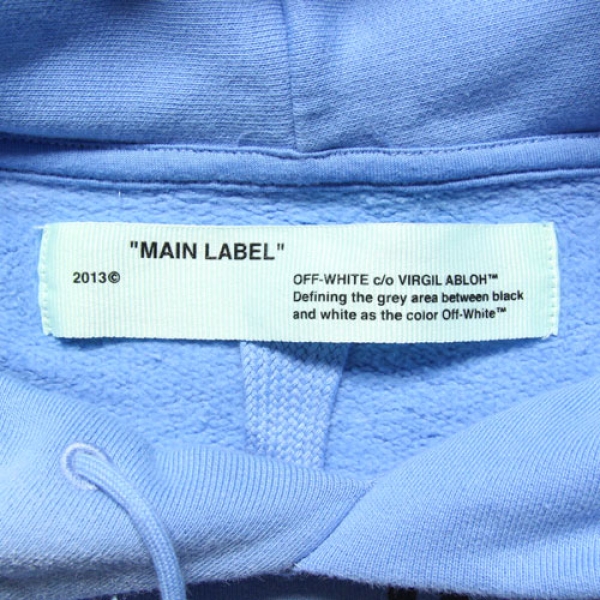 "MAIN LABEL"
2013©
OFF-WHITE c/o VIRGIL ABLOH™
Defining the grey area between black
and white as the color Off-White™